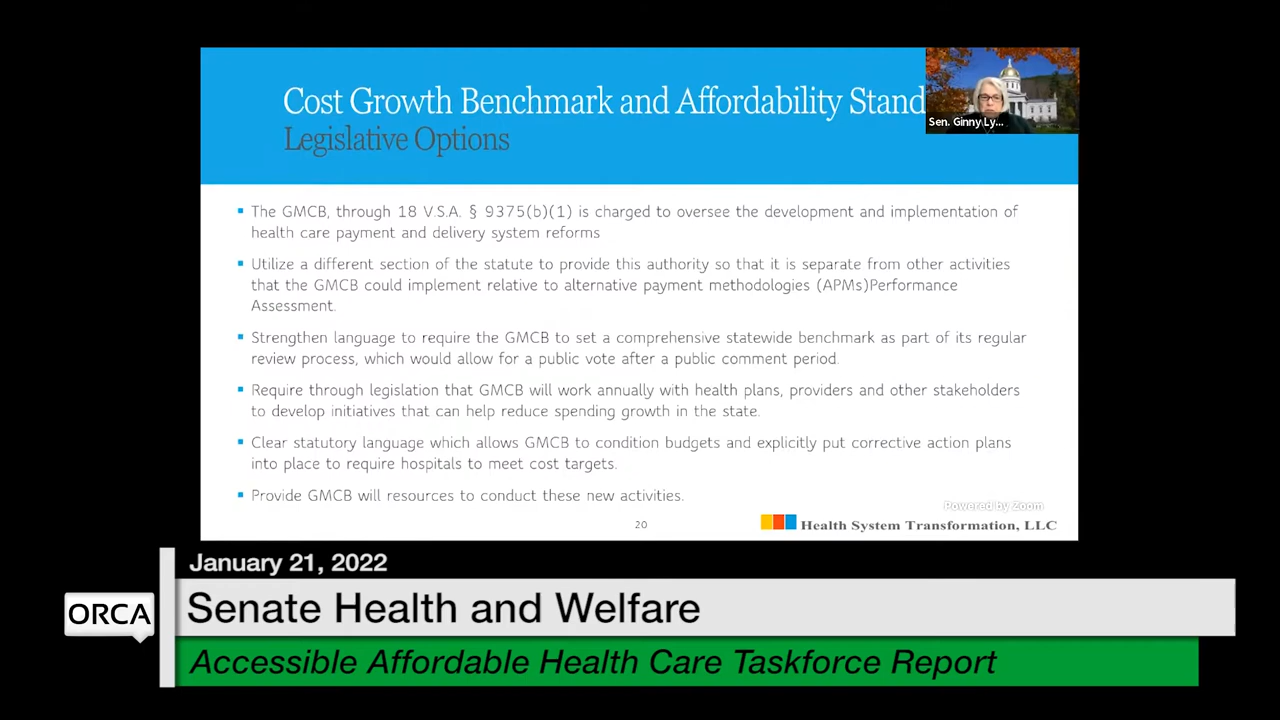 Cost Growth Benchmark and Affordability Stand
Legislative Options
Sen. Ginny Ly...
▪ The GMCB, through 18 V.S.A. § 9375(b)(1) is charged to oversee the development and implementation of
health care payment and delivery system reforms
▪ Utilize a different section of the statute to provide this authority so that it is separate from other activities
that the GMCB could implement relative to alternative payment methodologies (APMs)Performance
Assessment.
▪ Strengthen language to require the GMCB to set a comprehensive statewide benchmark as part of its regular
review process, which would allow for a public vote after a public comment period.
▪ Require through legislation that GMCB will work annually with health plans, providers and other stakeholders
to develop initiatives that can help reduce spending growth in the state.
▪ Clear statutory language which allows GMCB to condition budgets and explicitly put corrective action plans
into place to require hospitals to meet cost targets.
▪ Provide GMCB will resources to conduct these new activities.
Powered by Zoom
20
Health System Transformation, LLC
January 21, 2022
ORCA
Senate Health and Welfare
Accessible Affordable Health Care Taskforce Report